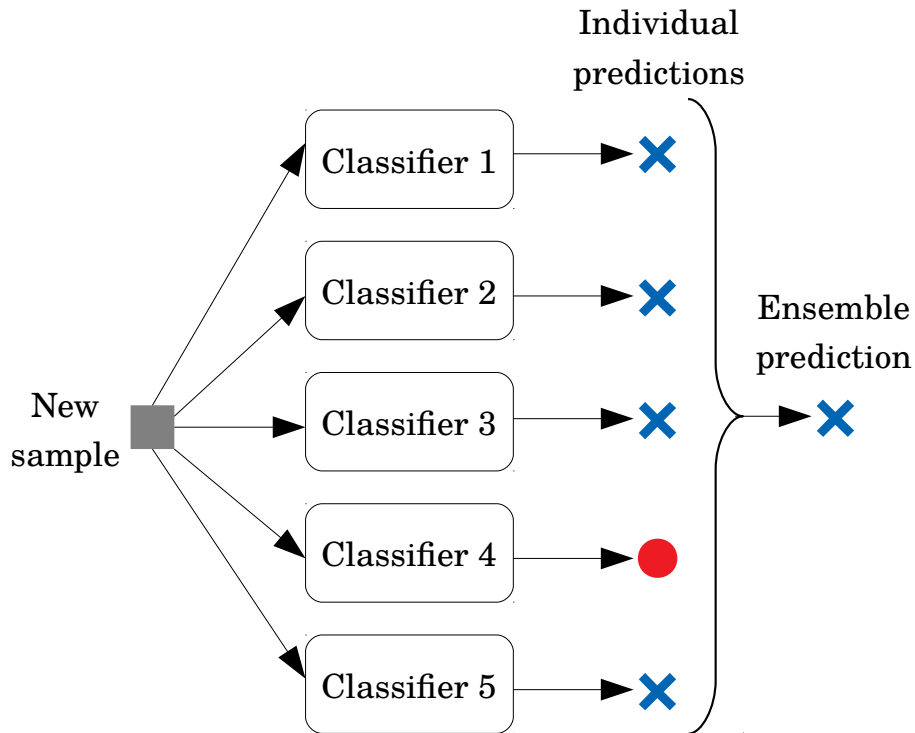 Individual
predictions
Classifier 1
Classifier 2
Ensemble
prediction
New
sample
Classifier 3
Classifier 4
Classifier 5